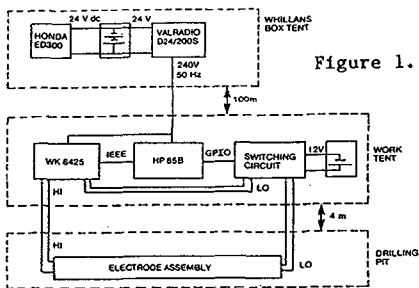 WHILLANS
BOX TENT
24 V dc
24 V
HONDA
ED300
VALRADIO
D24/200S
Figure 1.
240V
50 Hz
100m
WORK
TENT
WK 6425
IEEE
HP 85B
GPIO
SWITCHING
CIRCUIT
12V
HI
LO
4 m
HI
LO
ELECTRODE ASSEMBLY
DRILLING
PIT